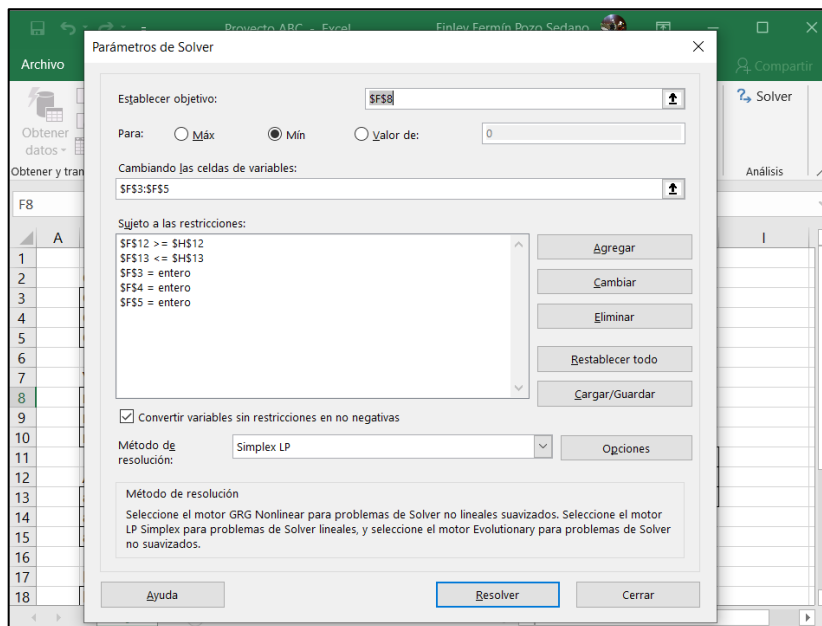 Proyecto ABC - Excel
Finley Fermín Pozo Sedano
Parámetros de Solver
Archivo
Compartir
Obtener
datos
Obtener y tran
Solver
Análisis
F8
A
I
1
2
3
4
5
6
7
8
9
10
11
12
13
14
15
16
17
18
Establecer objetivo:
$F$8
Para:
Máx
Mín
Valor de:
0
Cambiando las celdas de variables:
$F$3:$F$5
Sujeto a las restricciones:
$F$12 >= $H$12
$F$13 <= $H$13
$F$3 = entero
$F$4 = entero
$F$5 = entero
Agregar
Cambiar
Eliminar
Restablecer todo
Cargar/Guardar
Convertir variables sin restricciones en no negativas
Método de
resolución:
Simplex LP
Opciones
Método de resolución
Seleccione el motor GRG Nonlinear para problemas de Solver no lineales suavizados. Seleccione el motor
LP Simplex para problemas de Solver lineales, y seleccione el motor Evolutionary para problemas de Solver
no suavizados.
Ayuda
Resolver
Cerrar